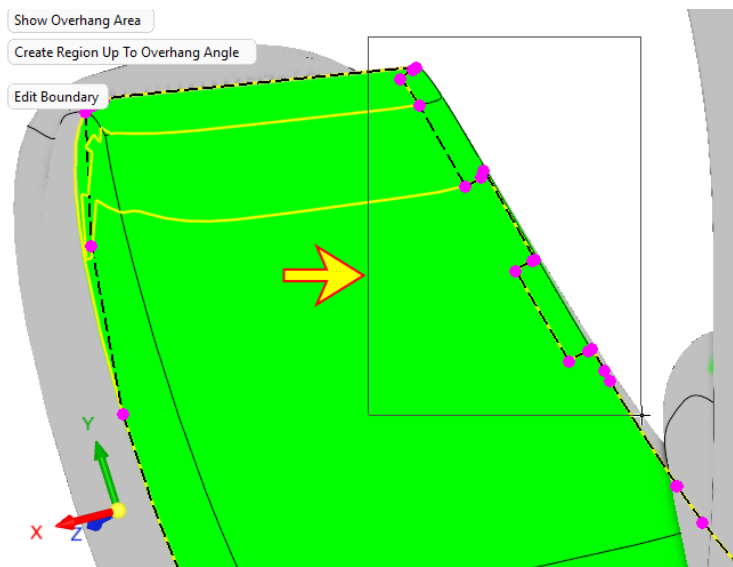 Show Overhang Area
Create Region Up To Overhang Angle
Edit Boundary
Y
X
Z